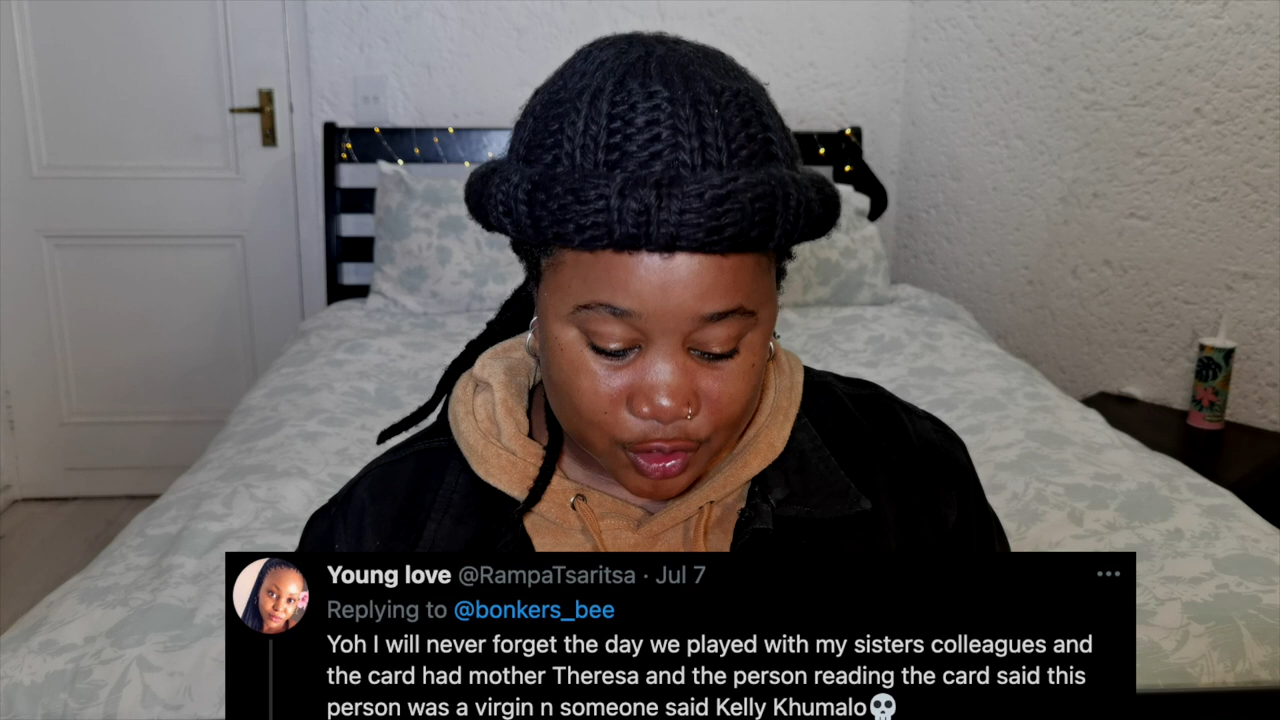 Young love @RampaTsaritsa · Jul 7
Replying to @bonkers_bee
Yoh I will never forget the day we played with my sisters colleagues and
the card had mother Theresa and the person reading the card said this
person was a virgin n someone said Kelly Khumalo💀